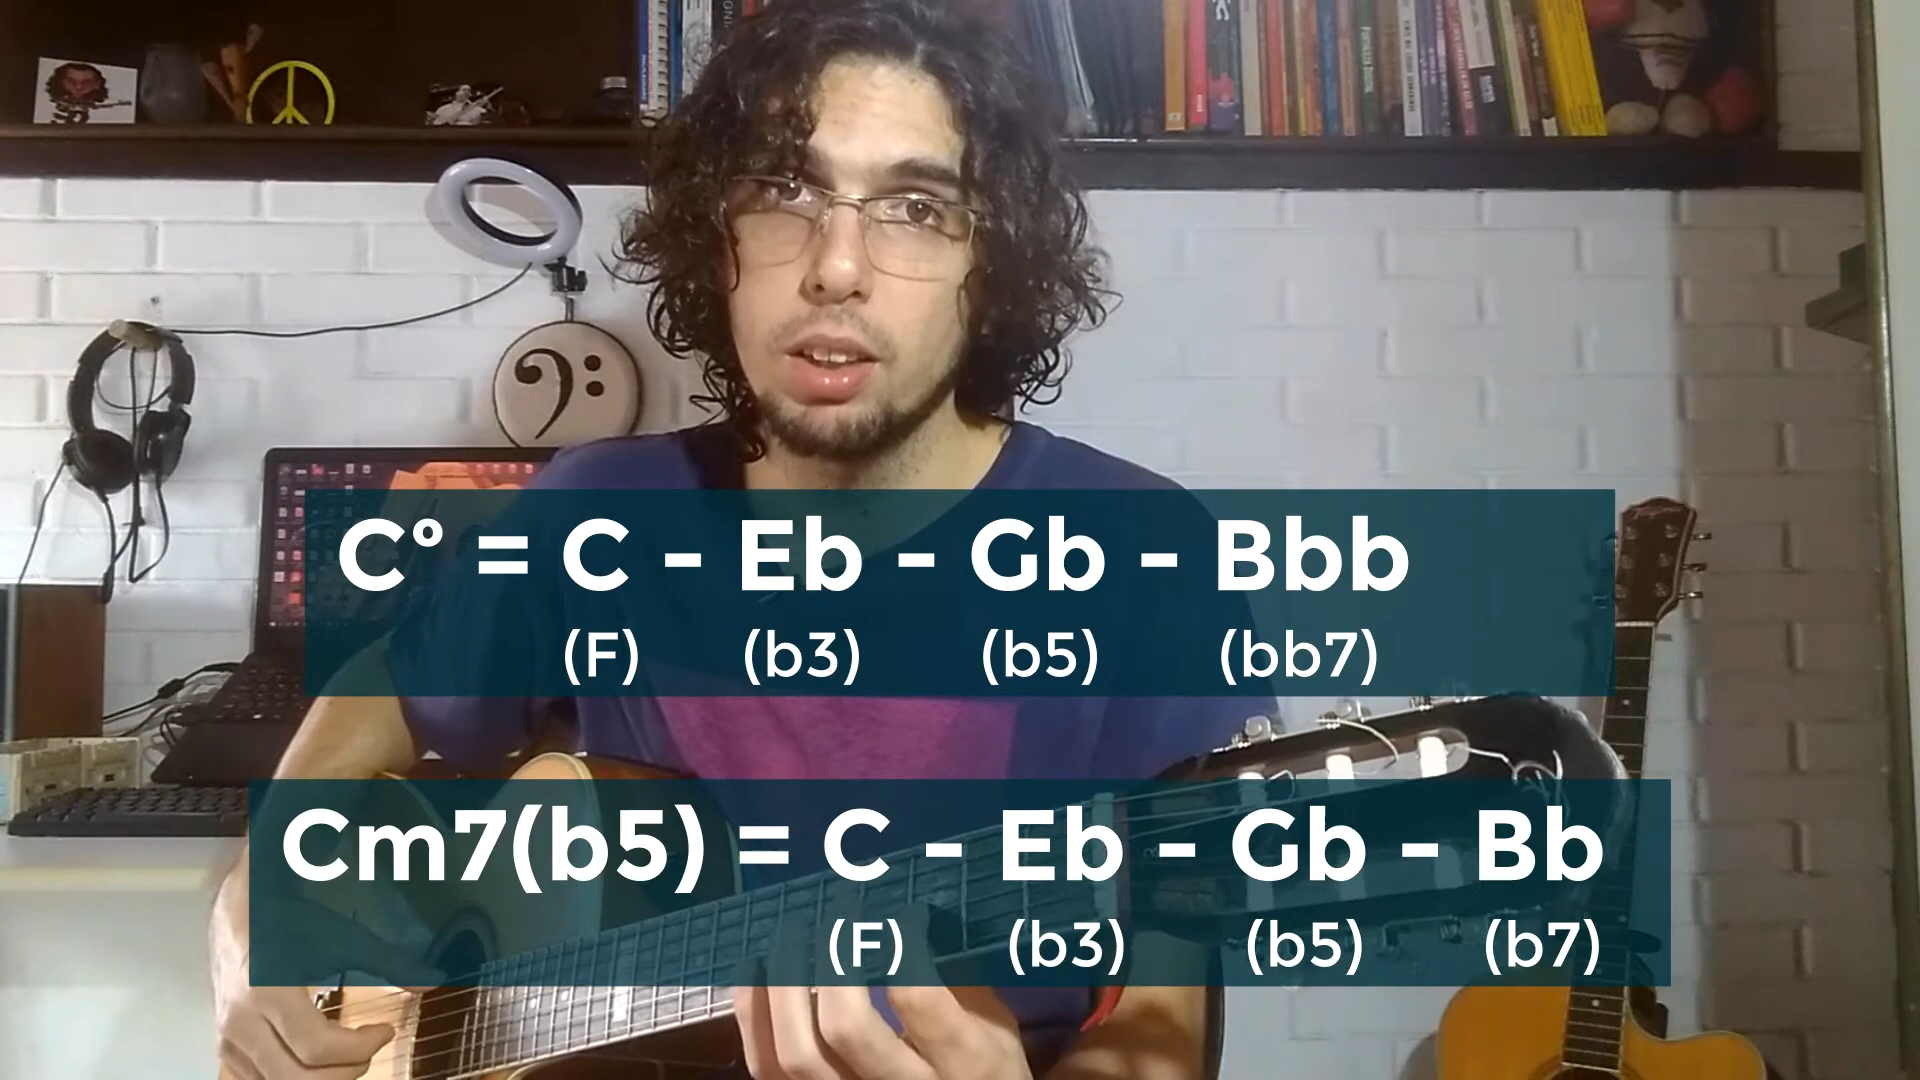 C° = C - Eb - Gb - Bbb
(F) (b3) (b5) (bb7)
Cm7(b5) = C - Eb - Gb - Bb
(F) (b3) (b5) (b7)